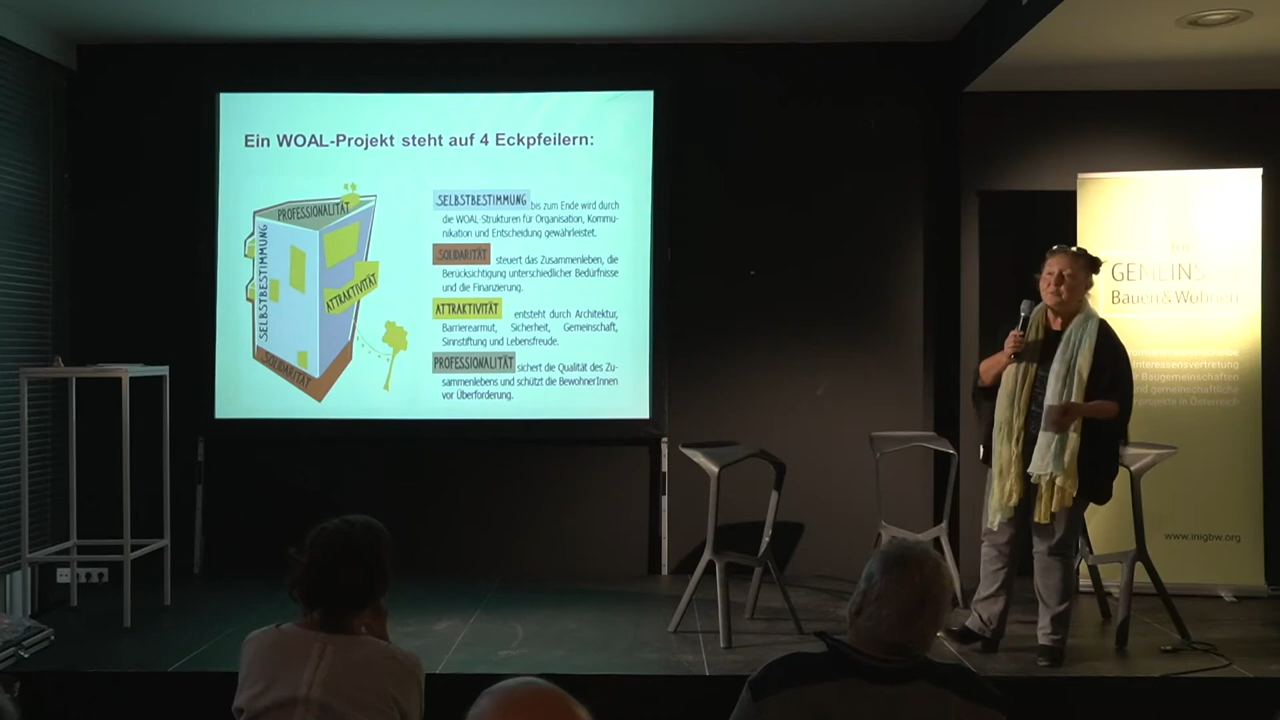 Ein WOAL-Projekt steht auf 4 Eckpfeilern:
PROFESSIONALITÄT
SELBSTBESTIMMUNG
ATTRAKTIVITÄT
SOLIDARITÄT
SELBSTBESTIMMUNG bis zum Ende wird durch
die WOAL-Strukturen für Organisation, Kommu-
nikation und Entscheidung gewährleistet.
SOLIDARITÄT steuert das Zusammenleben, die
Berücksichtigung unterschiedlicher Bedürfnisse
und die Finanzierung.
ATTRAKTIVITÄT entsteht durch Architektur,
Barrierearmut, Sicherheit, Gemeinschaft,
Sinnstiftung und Lebensfreude.
PROFESSIONALITÄT sichert die Qualität des Zu-
sammenlebens und schützt die BewohnerInnen
vor Überforderung.
GEMEINS
Bauen & Wohnen
Interessensvertretung
Baugemeinschaften
und gemeinschaftliche
projekte in Österreich
www.inigbw.org